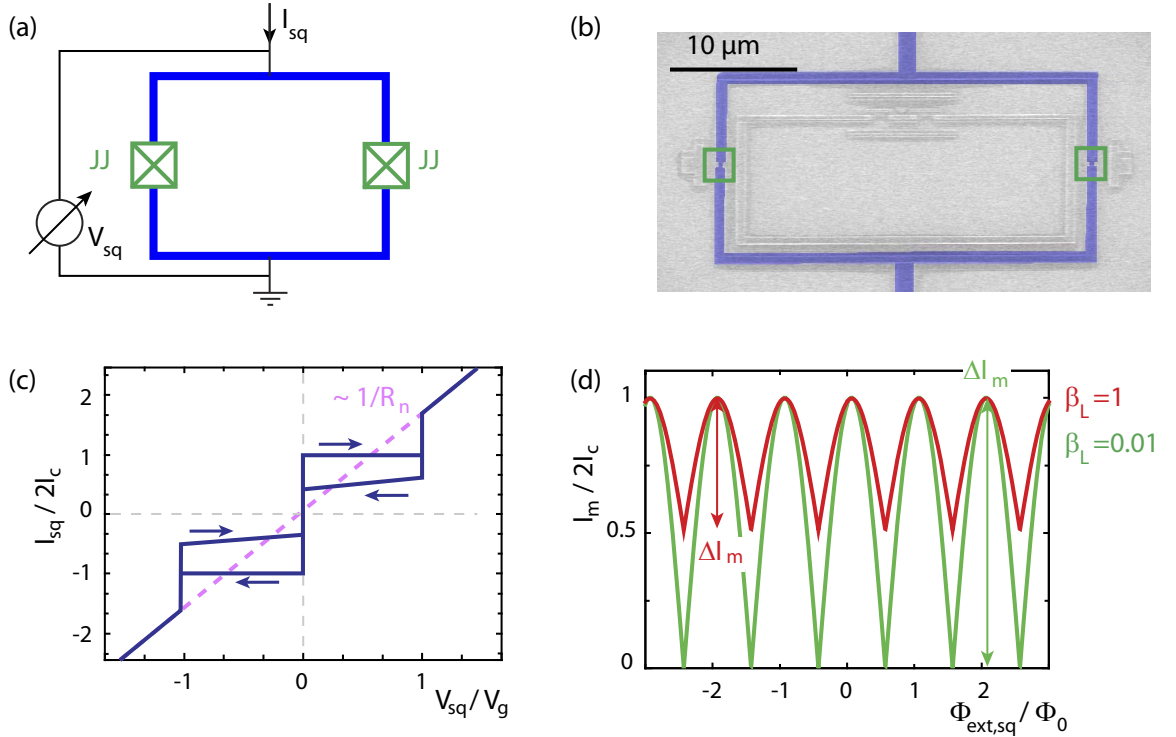 (a)
I_sq
JJ
JJ
V_sq
(b)
10 μm
(c)
2
1
0
-1
-2
I_sq / 2I_c
~ 1/R_n
-1
0
1
V_sq / V_g
(d)
ΔI_m
1
0.5
0
I_m / 2I_c
β_L=1
β_L=0.01
ΔI_m
-2
-1
0
1
2
Φ_ext,sq / Φ_0